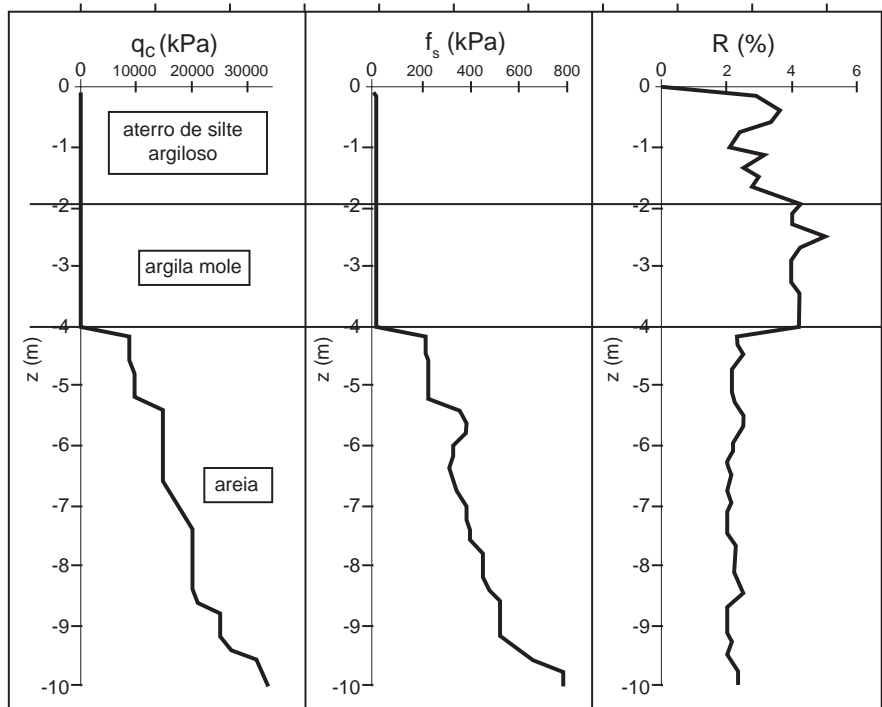 q_c (kPa)
0 10000 20000 30000
0
-1
-2
-3
-4
-5
-6
-7
-8
-9
-10
z (m)
aterro de silte
argiloso
argila mole
areia
f_s (kPa)
0 200 400 600 800
0
-1
-2
-3
-4
-5
-6
-7
-8
-9
-10
z (m)
R (%)
0 2 4 6
0
-1
-2
-3
-4
-5
-6
-7
-8
-9
-10
z (m)